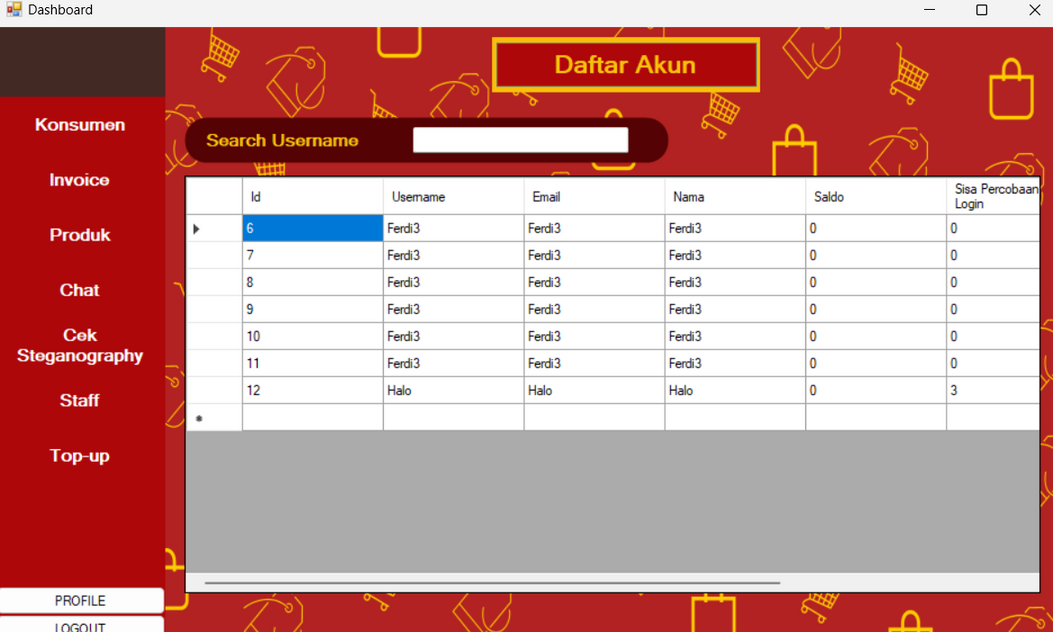 Dashboard
Daftar Akun
Konsumen
Search Username
Invoice
Produk
Chat
Cek
Steganography
Staff
Top-up
PROFILE
LOGOUT
Id Username Email Nama Saldo Sisa Percobaan
Login
6 Ferdi3 Ferdi3 Ferdi3 0 0
7 Ferdi3 Ferdi3 Ferdi3 0 0
8 Ferdi3 Ferdi3 Ferdi3 0 0
9 Ferdi3 Ferdi3 Ferdi3 0 0
10 Ferdi3 Ferdi3 Ferdi3 0 0
11 Ferdi3 Ferdi3 Ferdi3 0 0
12 Halo Halo Halo 0 3